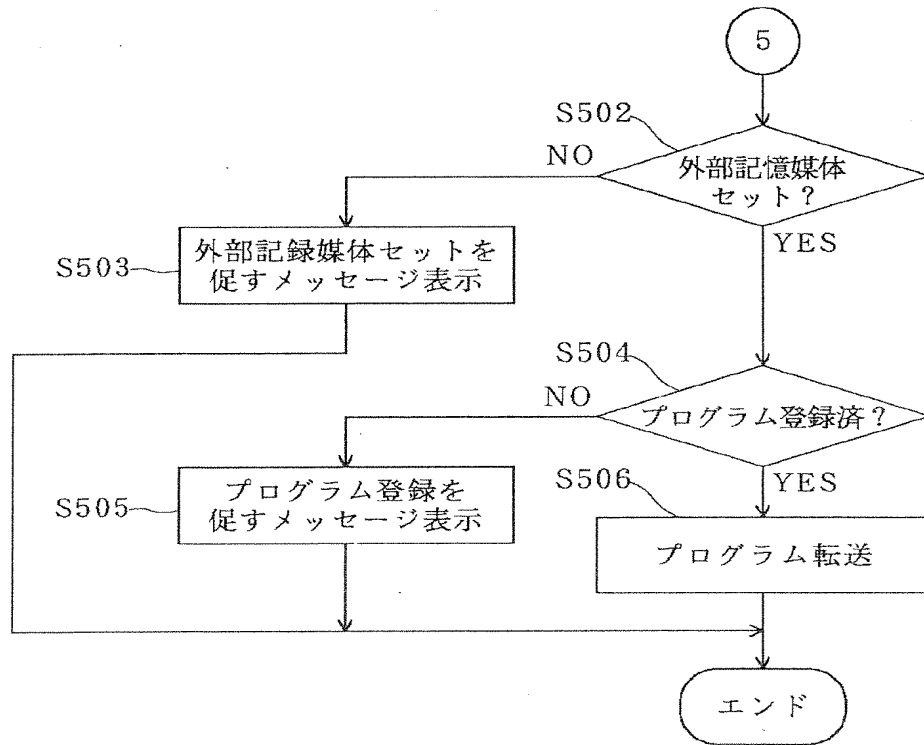 5
S502
外部記憶媒体
セット？
NO
YES
S503
外部記録媒体セットを
促すメッセージ表示
S504
プログラム登録済？
NO
YES
S505
プログラム登録を
促すメッセージ表示
S506
プログラム転送
エンド